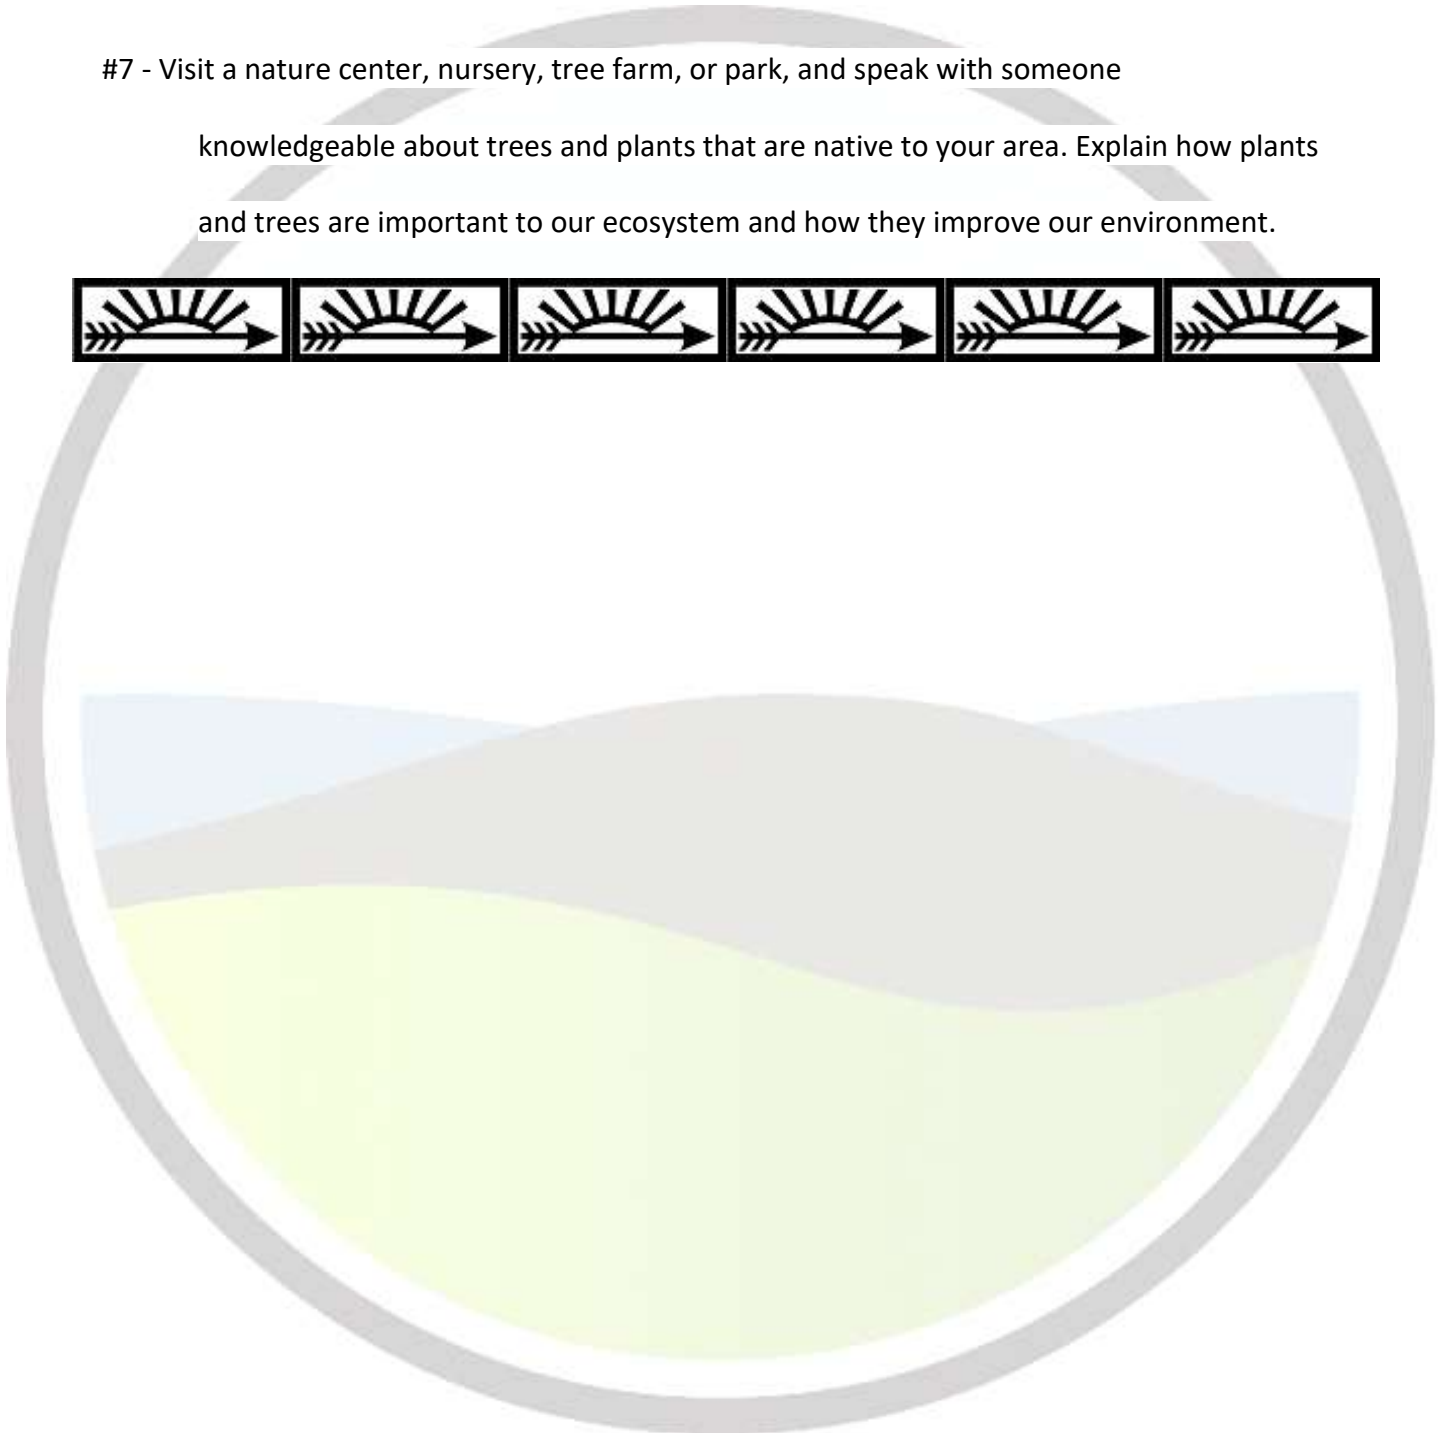 #7 - Visit a nature center, nursery, tree farm, or park, and speak with someone
knowledgeable about trees and plants that are native to your area. Explain how plants
and trees are important to our ecosystem and how they improve our environment.